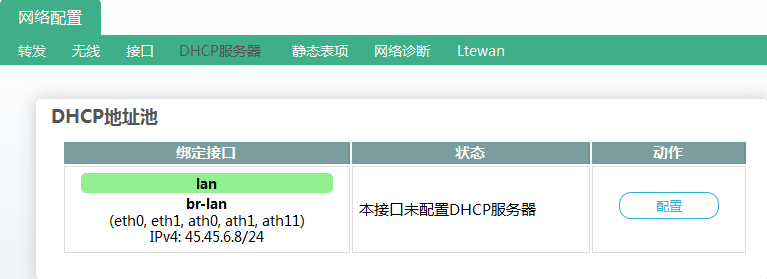 网络配置
转发 无线 接口 DHCP服务器 静态表项 网络诊断 Ltewan
DHCP地址池
绑定接口 状态 动作
lan
br-lan
(eth0, eth1, ath0, ath1, ath11)
IPv4: 45.45.6.8/24
本接口未配置DHCP服务器
配置